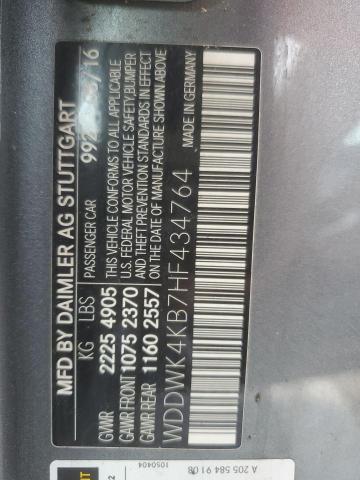 MFD BY DAIMLER AG STUTTGART
PASSENGER CAR
KG LBS
GVWR 2225 4905
GAWR FRONT 1075 2370
GAWR REAR 1160 2557
THIS VEHICLE CONFORMS TO ALL APPLICABLE
U.S. FEDERAL MOTOR VEHICLE SAFETY, BUMPER
AND THEFT PREVENTION STANDARDS IN EFFECT
ON THE DATE OF MANUFACTURE SHOWN ABOVE
MADE IN GERMANY
WDDWK4KB7HF434764
1050404
A 205 584 91 08